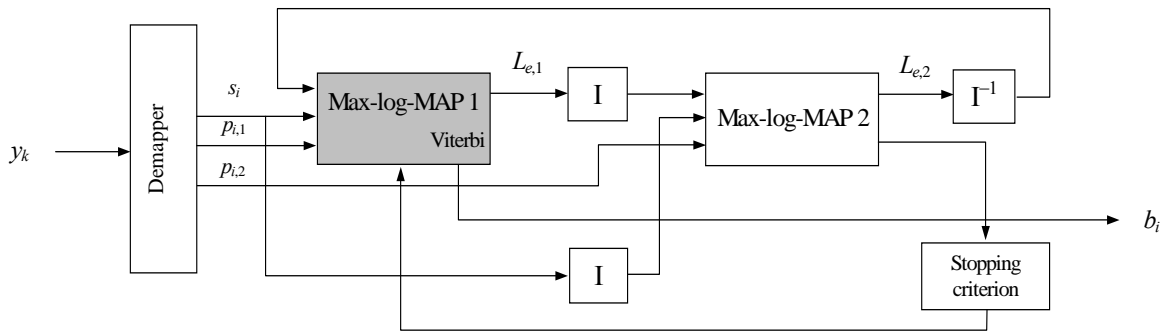 L_{e,1}
L_{e,2}
s_i
I
I^{-1}
Max-log-MAP 1
Max-log-MAP 2
p_{i,1}
Viterbi
y_k
Demapper
p_{i,2}
b_i
I
Stopping
criterion